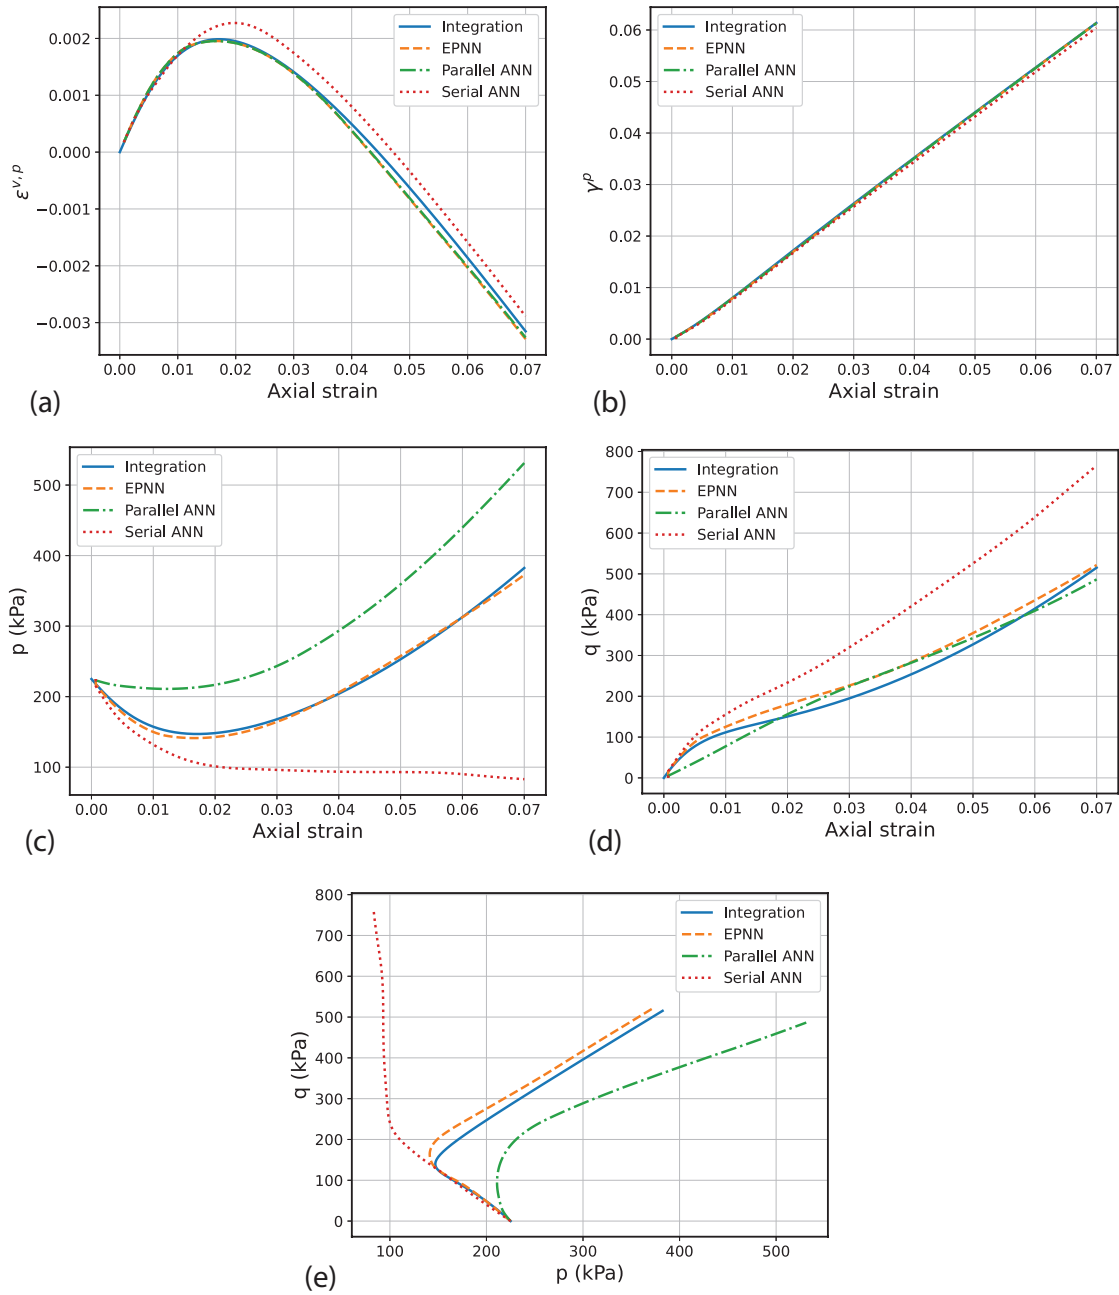 Integration
EPNN
Parallel ANN
Serial ANN
0.002
0.001
0.000
−0.001
−0.002
−0.003
ε^{v,p}
0.00 0.01 0.02 0.03 0.04 0.05 0.06 0.07
Axial strain
(a)
Integration
EPNN
Parallel ANN
Serial ANN
0.06
0.05
0.04
0.03
0.02
0.01
0.00
γ^p
0.00 0.01 0.02 0.03 0.04 0.05 0.06 0.07
Axial strain
(b)
Integration
EPNN
Parallel ANN
Serial ANN
500
400
300
200
100
p (kPa)
0.00 0.01 0.02 0.03 0.04 0.05 0.06 0.07
Axial strain
(c)
Integration
EPNN
Parallel ANN
Serial ANN
800
700
600
500
400
300
200
100
0
q (kPa)
0.00 0.01 0.02 0.03 0.04 0.05 0.06 0.07
Axial strain
(d)
Integration
EPNN
Parallel ANN
Serial ANN
800
700
600
500
400
300
200
100
0
q (kPa)
100 200 300 400 500
p (kPa)
(e)